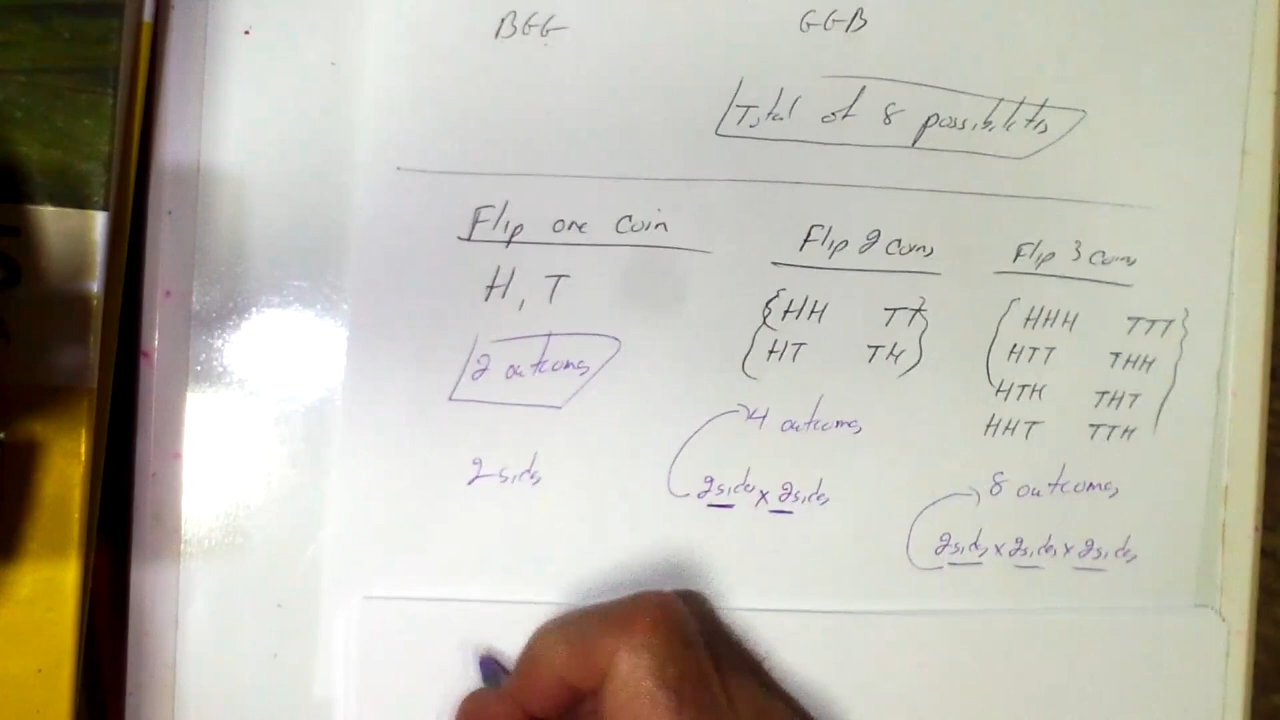 BGG GGB
Total of 8 possibilities
Flip one coin
H, T
2 outcomes
2 sides
Flip 2 coins
{HH TT}
HT TH
4 outcomes
2 sides x 2 sides
Flip 3 coins
{HHH TTT}
HTT THH
HTH THT
HHT TTH
8 outcomes
2 sides x 2 sides x 2 sides